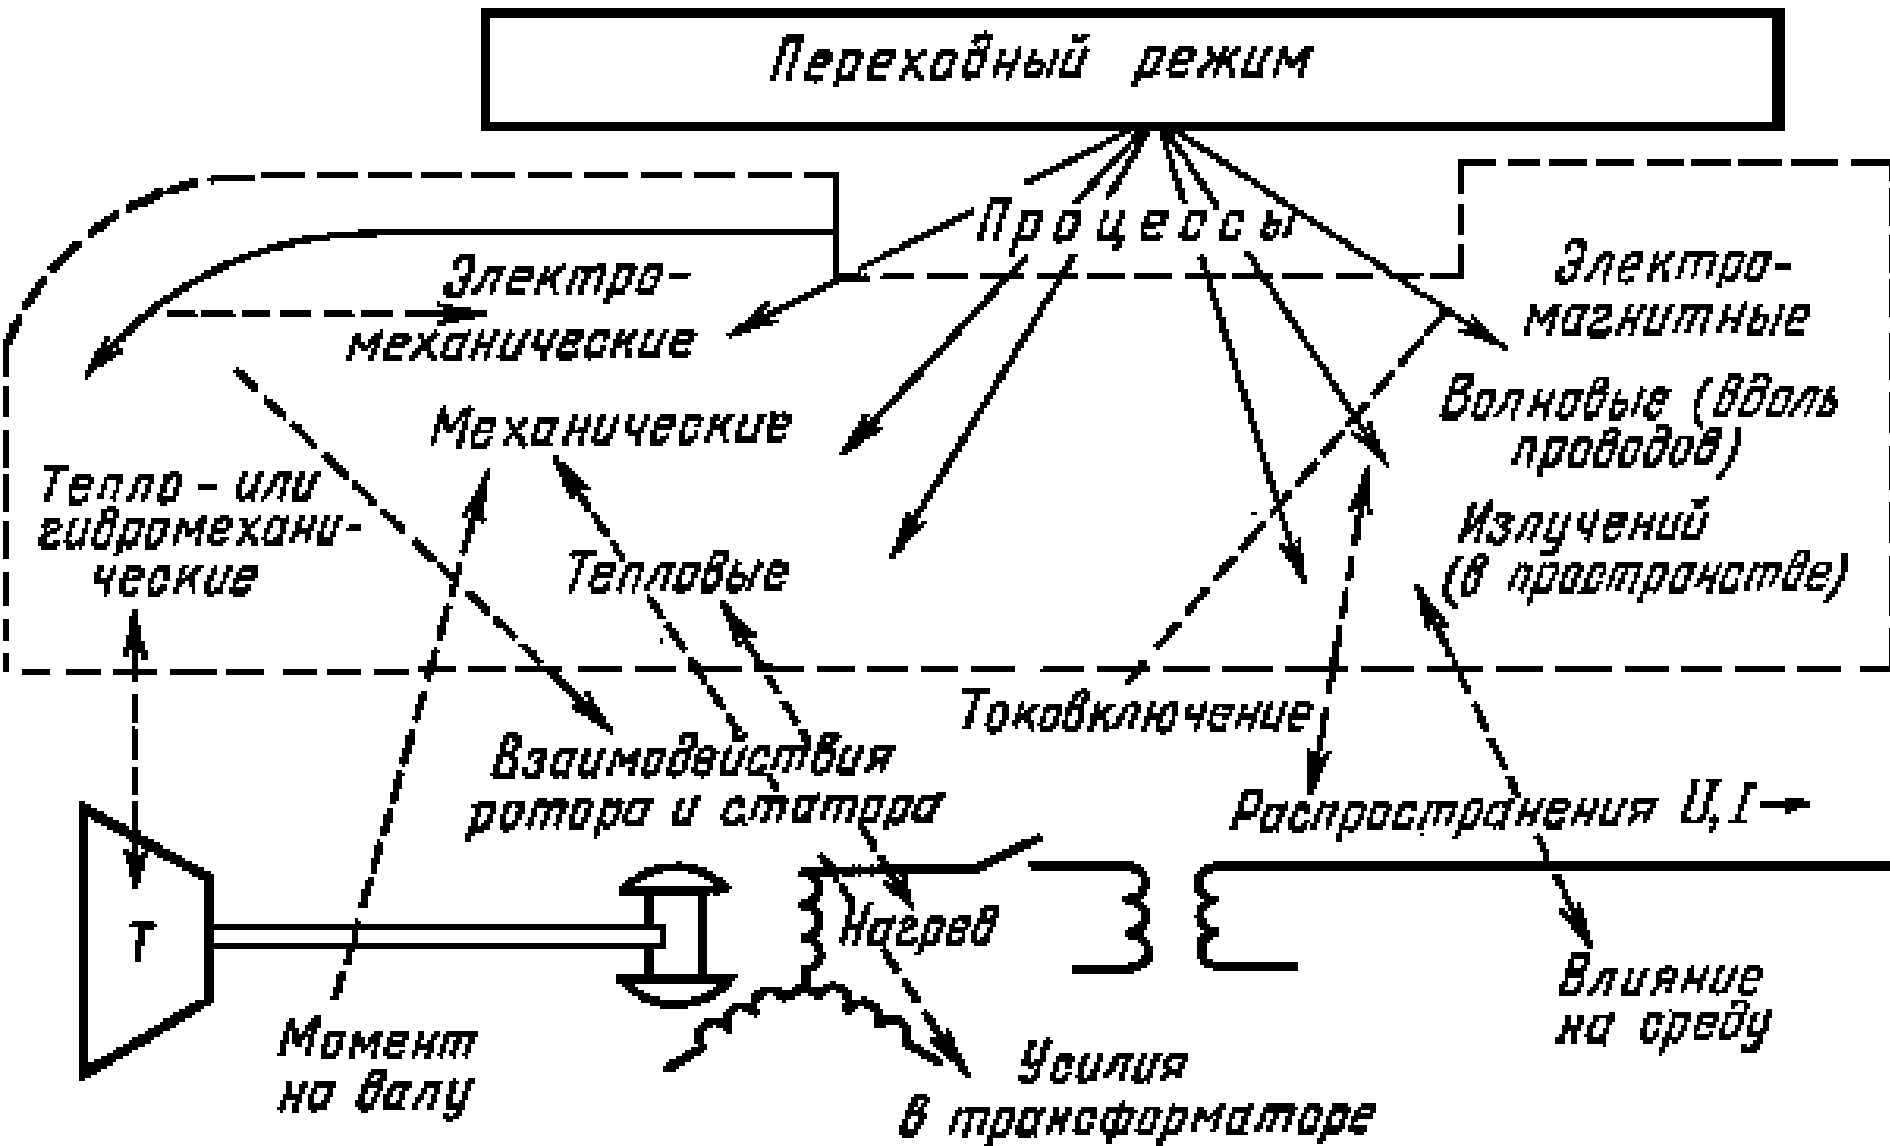 Переходный режим
Процессы
Электро-
механические
Электро-
магнитные
Механические
Волновые (вдоль
проводов)
Тепло - или
гидромехани-
ческие
Тепловые
Излучений
(в пространстве)
Токовключение
Взаимодействия
ротора и статора
Распространения U, I
Т
Нагрев
Влияние
на среду
Момент
на валу
Усилия
в трансформаторе